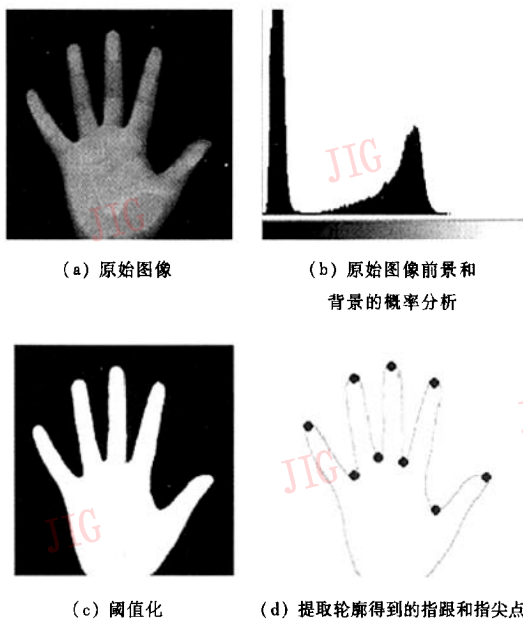 JIG
JIG
(a) 原始图像
(b) 原始图像前景和
背景的概率分析
JIG
JIG
(c) 阈值化
(d) 提取轮廓得到的指跟和指尖点